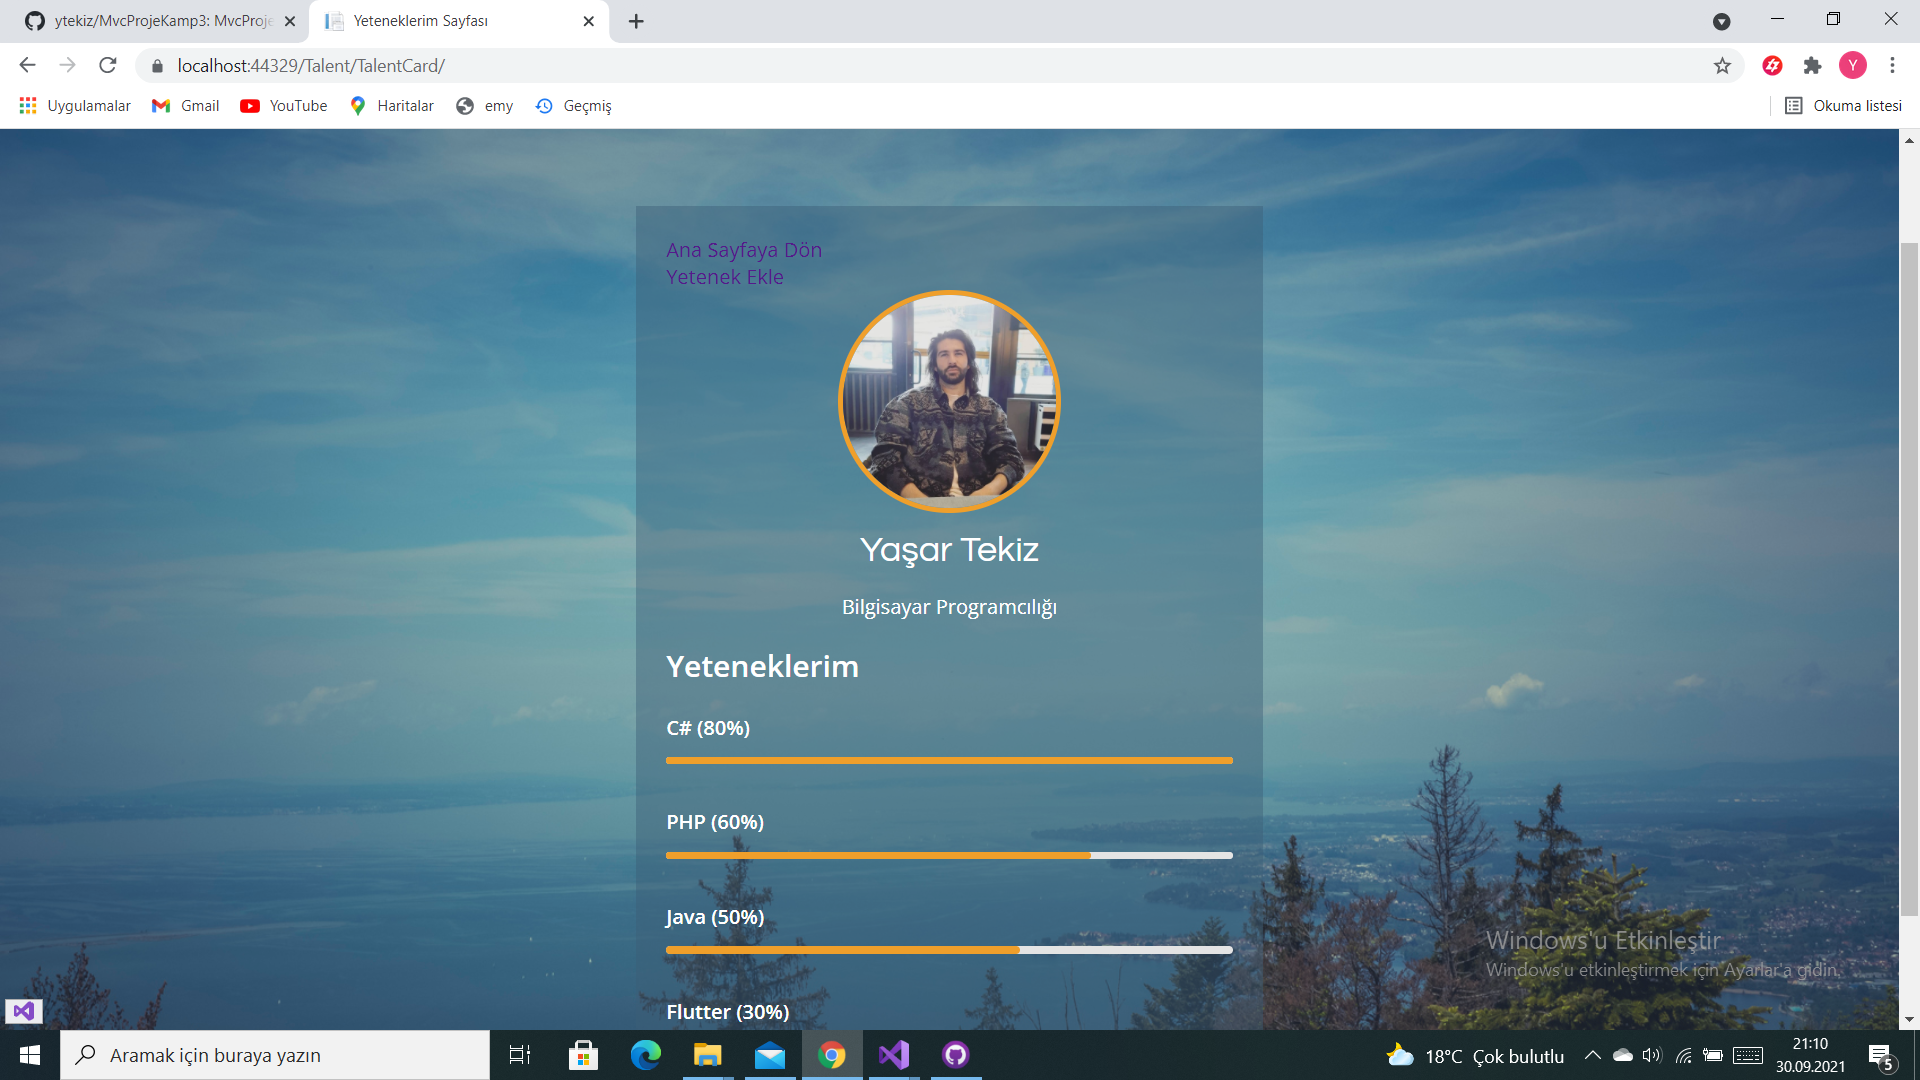 ytekiz/MvcProjeKamp3: MvcProje
Yeteneklerim Sayfası
localhost:44329/Talent/TalentCard/
Y
Uygulamalar
Gmail
YouTube
Haritalar
emy
Geçmiş
Okuma listesi
Ana Sayfaya Dön
Yetenek Ekle
Yaşar Tekiz
Bilgisayar Programcılığı
Yeteneklerim
C# (80%)
PHP (60%)
Java (50%)
Flutter (30%)
Windows'u Etkinleştir
Windows'u etkinleştirmek için Ayarlar'a gidin.
Aramak için buraya yazın
18°C Çok bulutlu
21:10
30.09.2021
5